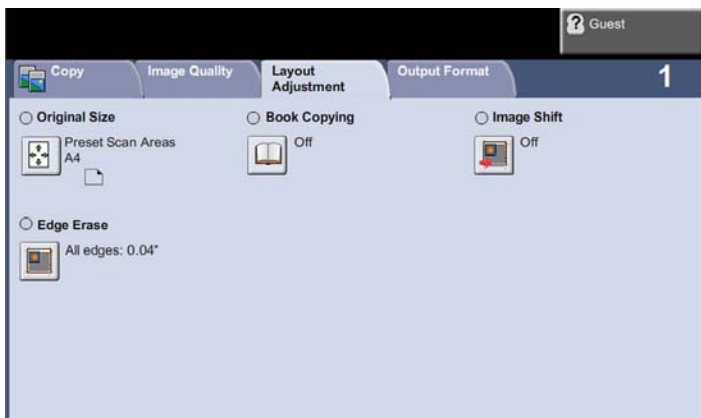 Guest
Copy
Image Quality
Layout
Adjustment
Output Format
1
Original Size
Book Copying
Image Shift
Preset Scan Areas
A4
Off
Off
Edge Erase
All edges: 0.04"